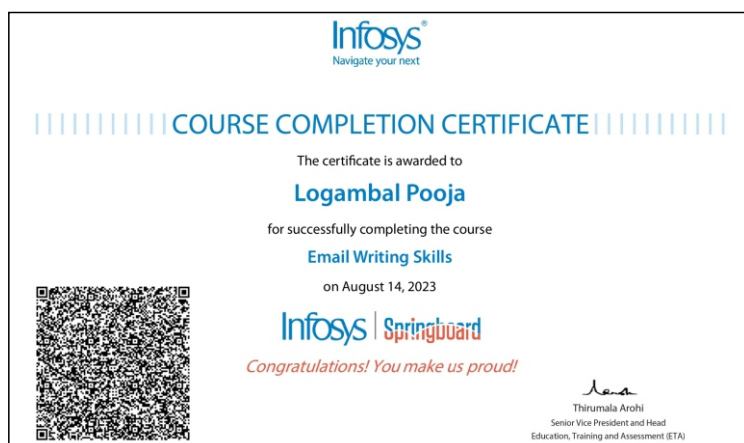 Infosys®
Navigate your next
COURSE COMPLETION CERTIFICATE
The certificate is awarded to
Logambal Pooja
for successfully completing the course
Email Writing Skills
on August 14, 2023
Infosys | Springboard
Congratulations! You make us proud!
Thirumala Arohi
Senior Vice President and Head
Education, Training and Assessment (ETA)